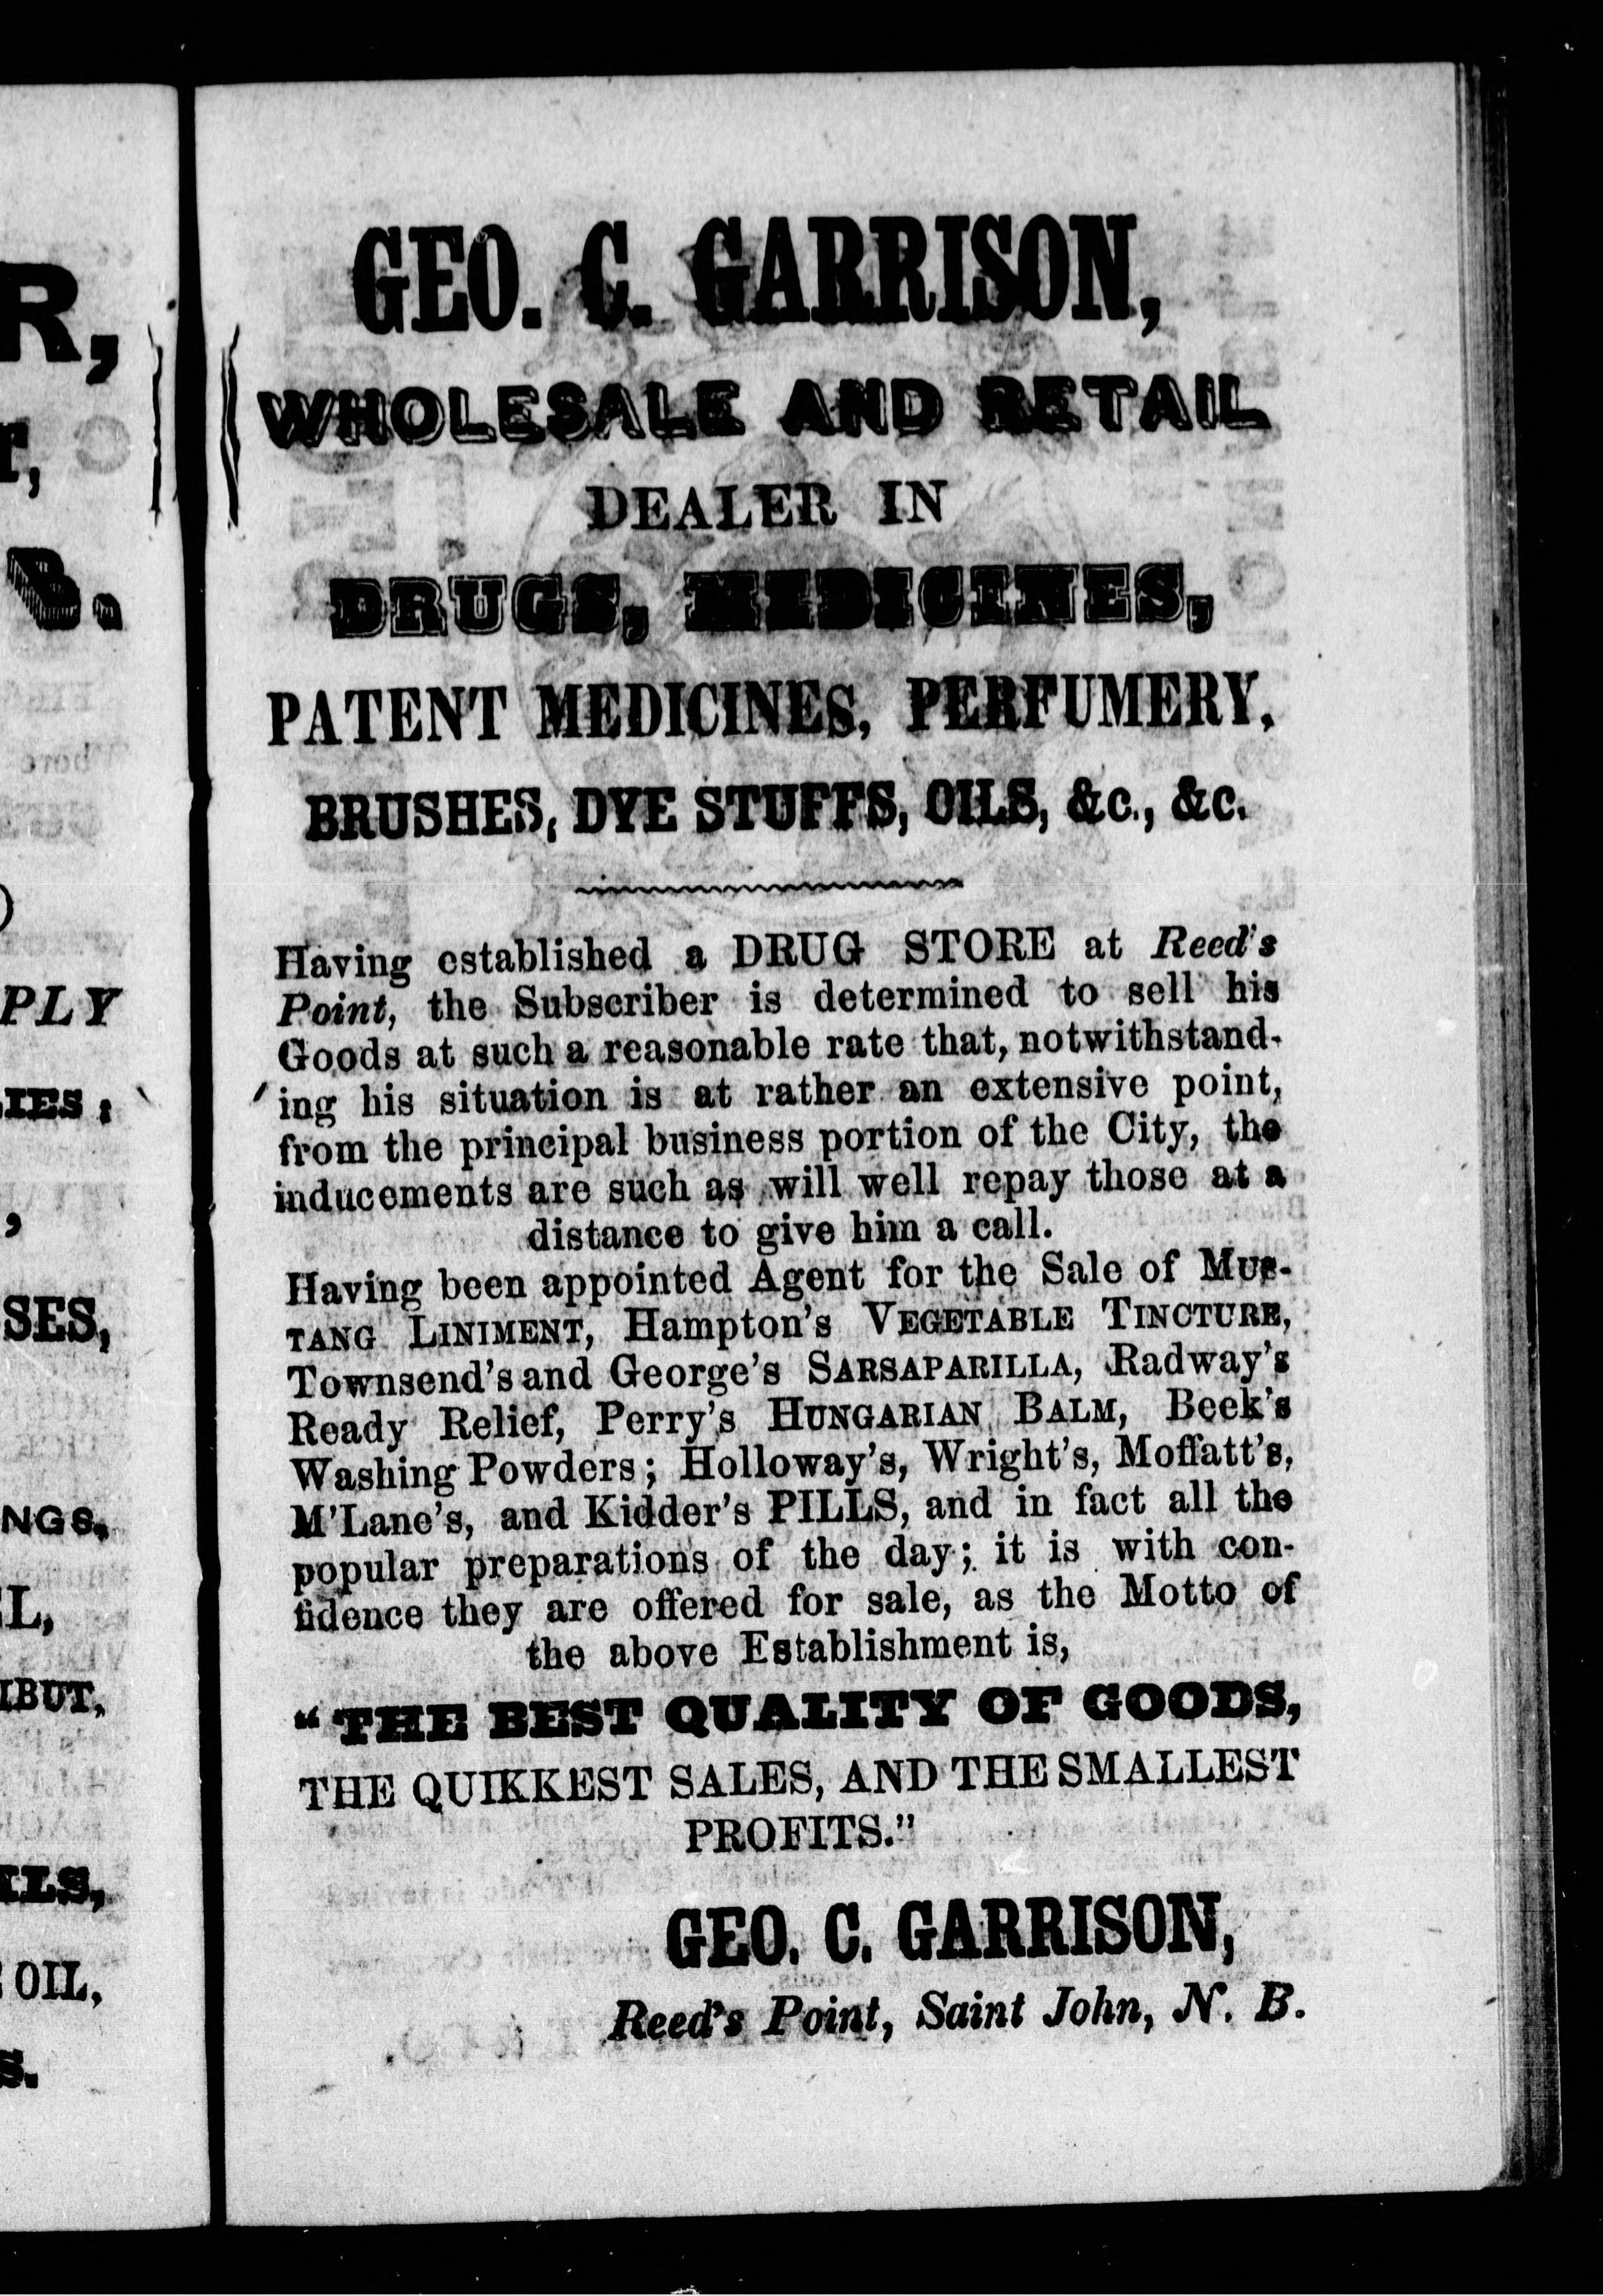 R,
GEO. C. GARRISON,
WHOLESALE AND RETAIL
DEALER IN
DRUGS, MEDICINES,
PATENT MEDICINES, PERFUMERY,
BRUSHES, DYE STUFFS, OILS, &c., &c.
Having established a DRUG STORE at Reed's
Point, the Subscriber is determined to sell his
Goods at such a reasonable rate that, notwithstand-
ing his situation is at rather an extensive point,
from the principal business portion of the City, the
inducements are such as will well repay those at a
distance to give him a call.
Having been appointed Agent for the Sale of MUS-
TANG LINIMENT, Hampton's VEGETABLE TINCTURE,
Townsend's and George's SARSAPARILLA, Radway's
Ready Relief, Perry's HUNGARIAN BALM, Beek's
Washing Powders; Holloway's, Wright's, Moffatt's,
M'Lane's, and Kidder's PILLS, and in fact all the
popular preparations of the day; it is with con-
fidence they are offered for sale, as the Motto of
the above Establishment is,
"THE BEST QUALITY OF GOODS,
THE QUIKKEST SALES, AND THE SMALLEST
PROFITS."
GEO. C. GARRISON,
Reed's Point, Saint John, N. B.
PLY
IES,
SES,
NGS,
L,
IBUT,
ILS,
OIL,
S.